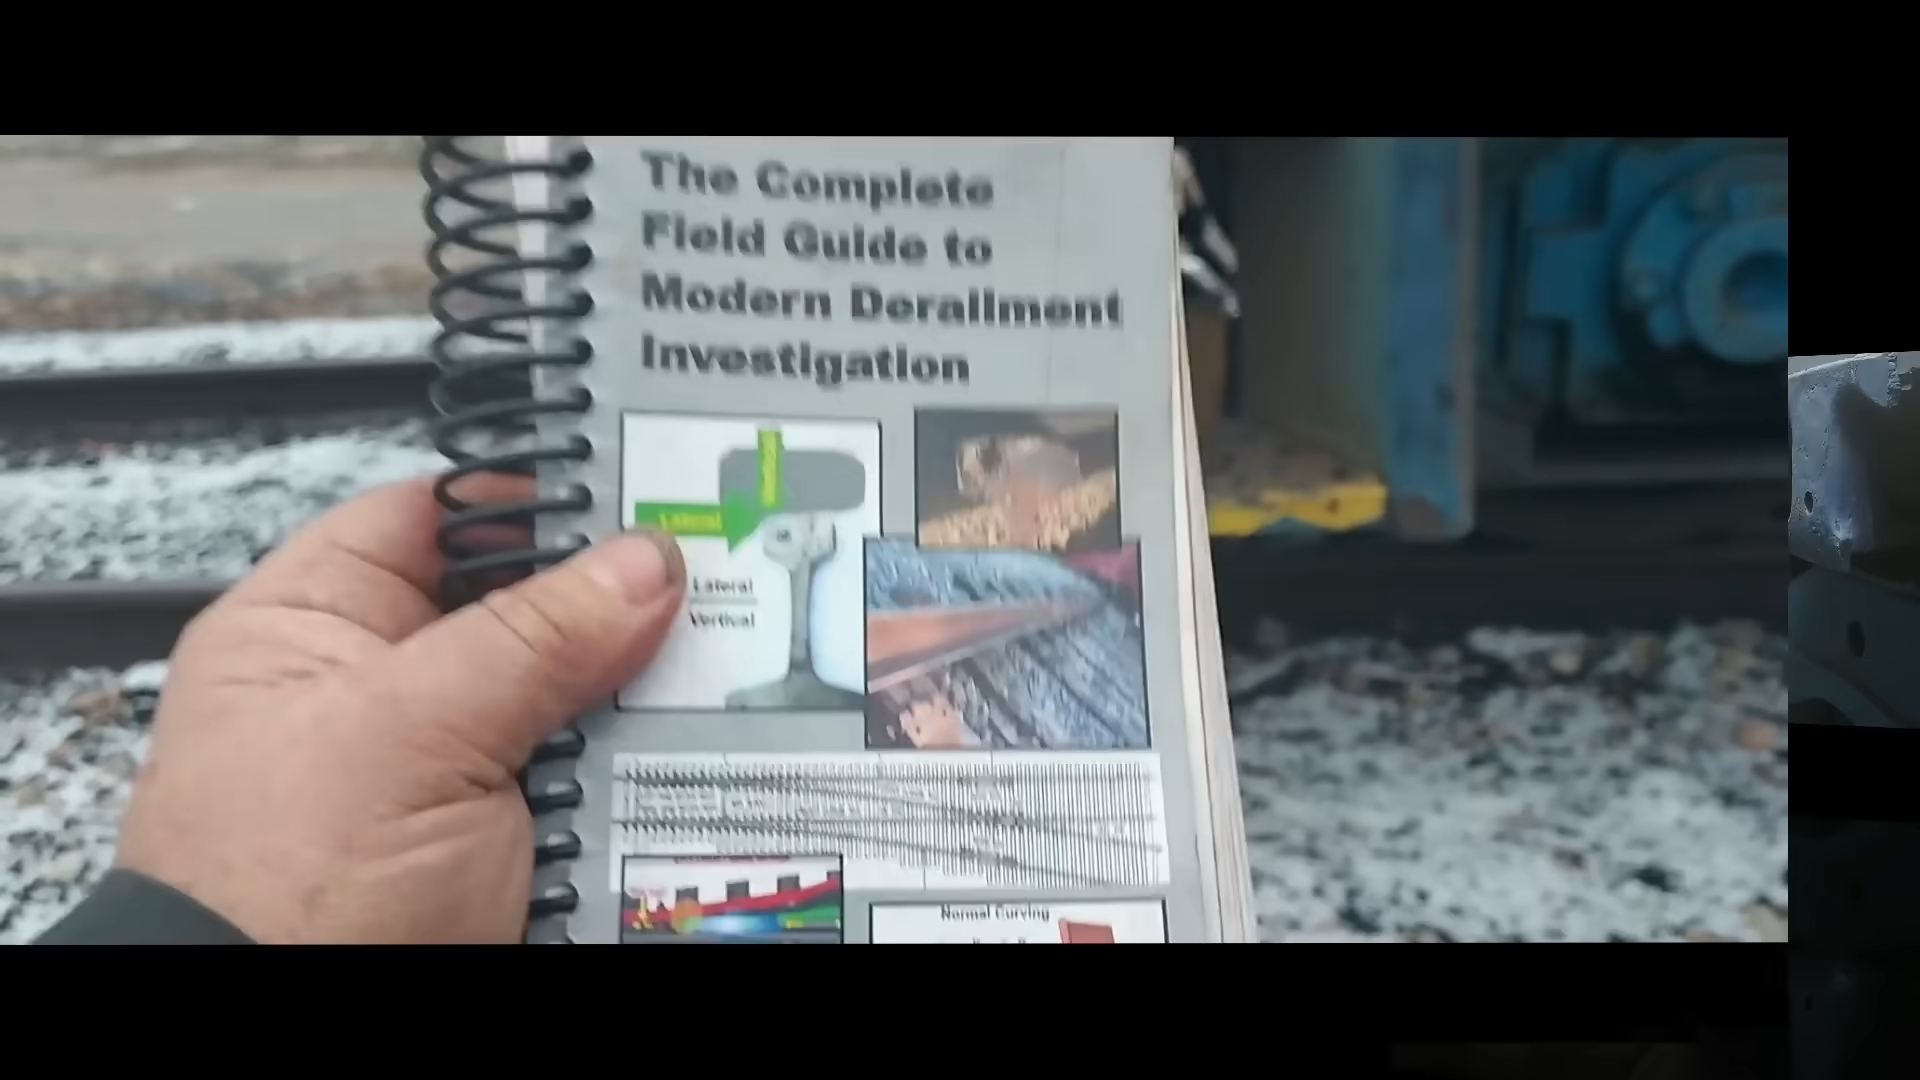 The Complete
Field Guide to
Modern Derailment
Investigation
Lateral
Lateral
Vertical
Normal Curving